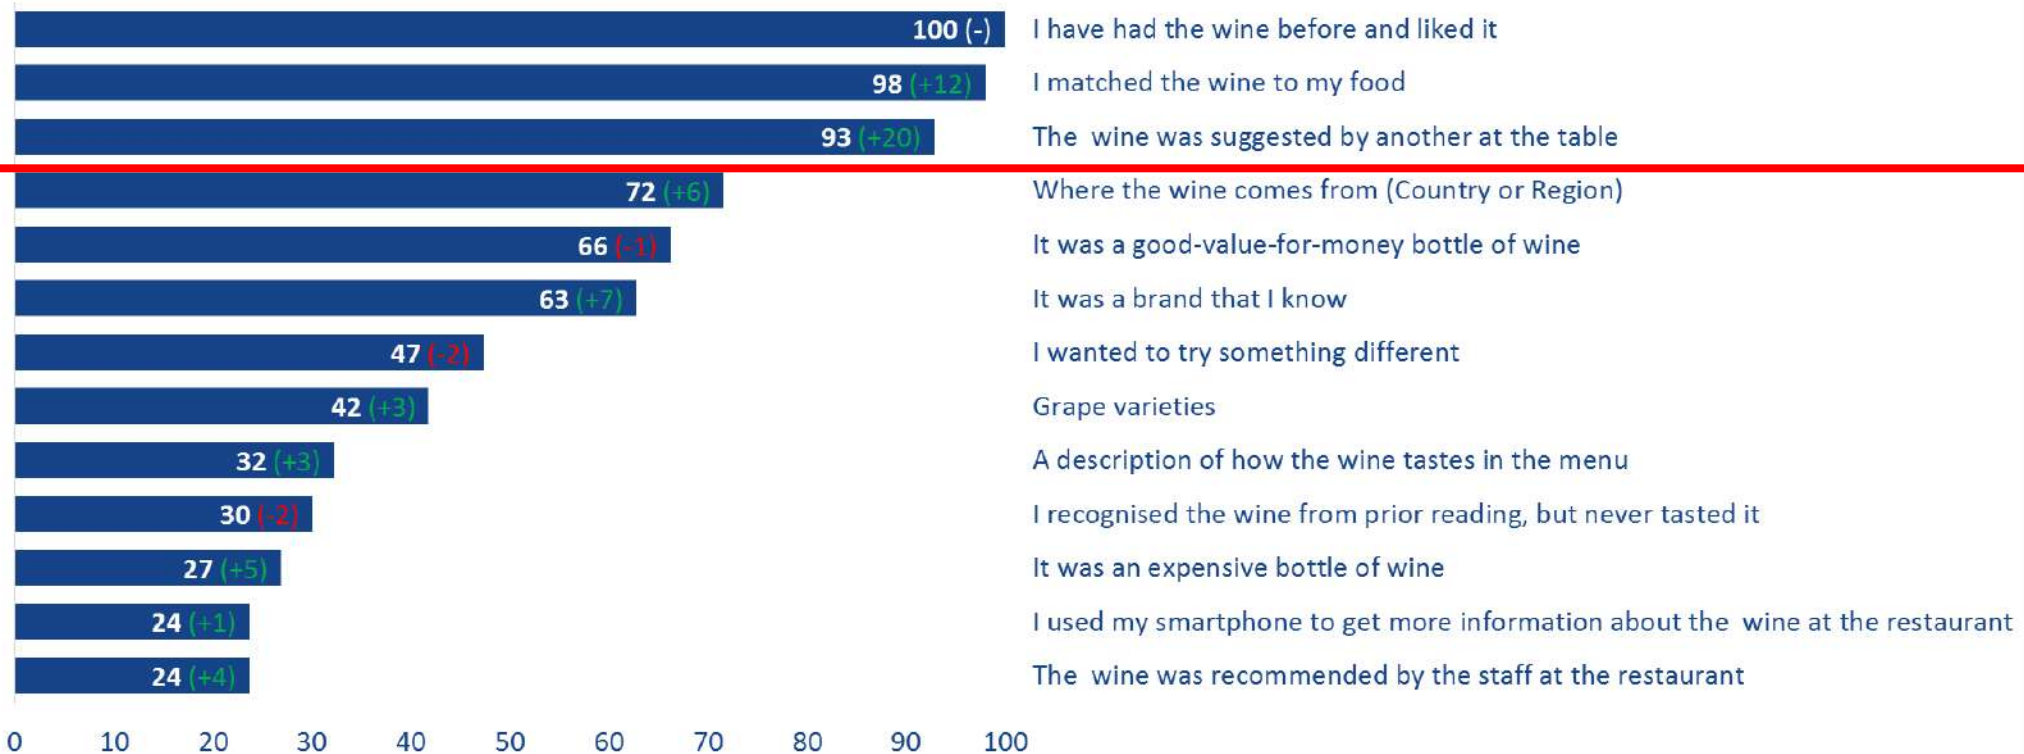 100 (-) I have had the wine before and liked it
98 (+12) I matched the wine to my food
93 (+20) The wine was suggested by another at the table
72 (+6) Where the wine comes from (Country or Region)
66 (-1) It was a good-value-for-money bottle of wine
63 (+7) It was a brand that I know
47 (-2) I wanted to try something different
42 (+3) Grape varieties
32 (+3) A description of how the wine tastes in the menu
30 (-2) I recognised the wine from prior reading, but never tasted it
27 (+5) It was an expensive bottle of wine
24 (+1) I used my smartphone to get more information about the wine at the restaurant
24 (+4) The wine was recommended by the staff at the restaurant
0 10 20 30 40 50 60 70 80 90 100